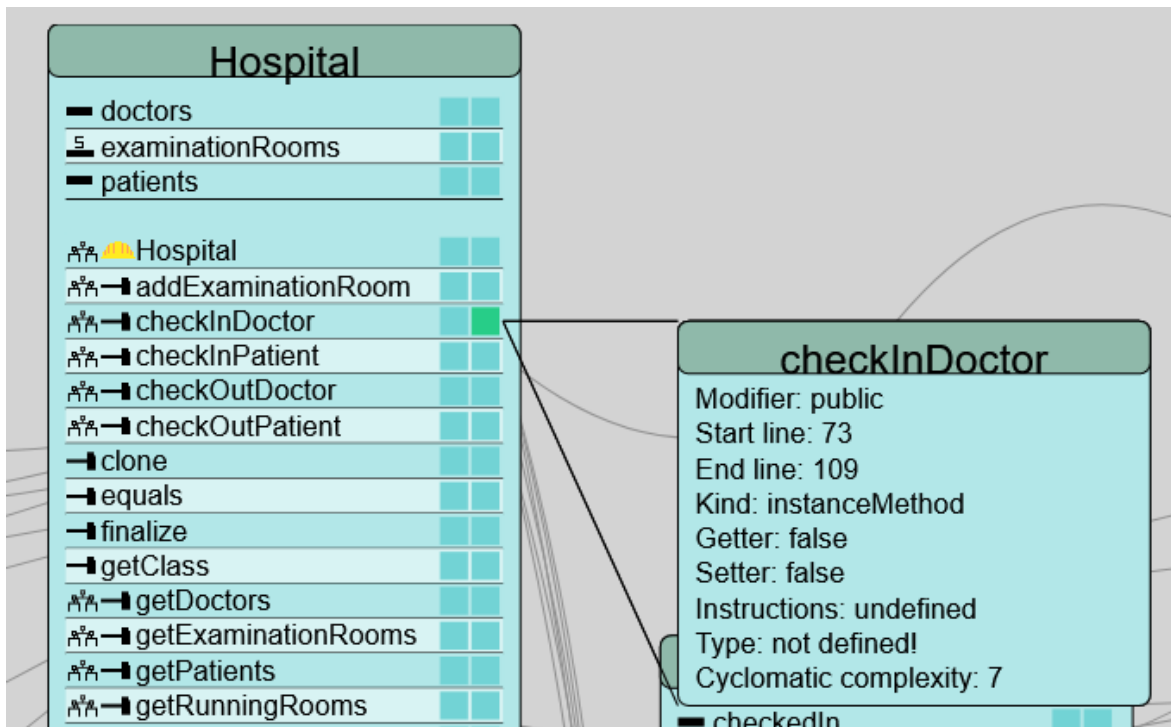 Hospital
doctors
S examinationRooms
patients
Hospital
addExaminationRoom
checkInDoctor
checkInPatient
checkOutDoctor
checkOutPatient
clone
equals
finalize
getClass
getDoctors
getExaminationRooms
getPatients
getRunningRooms
checkInDoctor
Modifier: public
Start line: 73
End line: 109
Kind: instanceMethod
Getter: false
Setter: false
Instructions: undefined
Type: not defined!
Cyclomatic complexity: 7
checkedIn